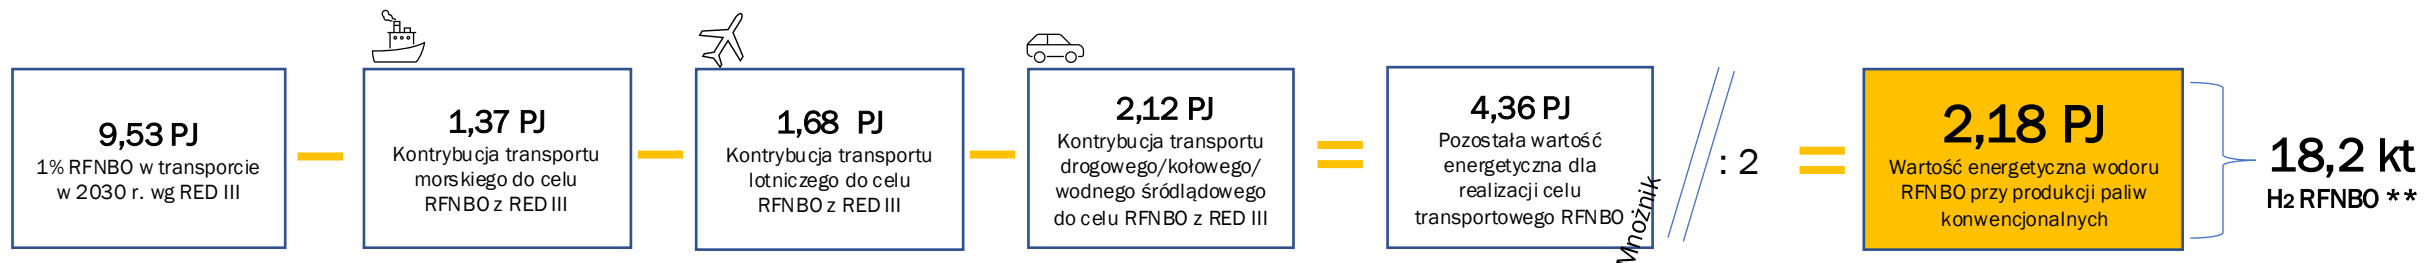 9,53 PJ
1% RFNBO w transporcie
w 2030 r. wg RED III
1,37 PJ
Kontrybucja transportu
morskiego do celu
RFNBO z RED III
1,68 PJ
Kontrybucja transportu
lotniczego do celu
RFNBO z RED III
2,12 PJ
Kontrybucja transportu
drogowego/kołowego/
wodnego śródlądowego
do celu RFNBO z RED III
=
4,36 PJ
Pozostała wartość
energetyczna dla
realizacji celu
transportowego RFNBO
Mnożnik
: 2
=
2,18 PJ
Wartość energetyczna wodoru
RFNBO przy produkcji paliw
konwencjonalnych
18,2 kt
H2 RFNBO **